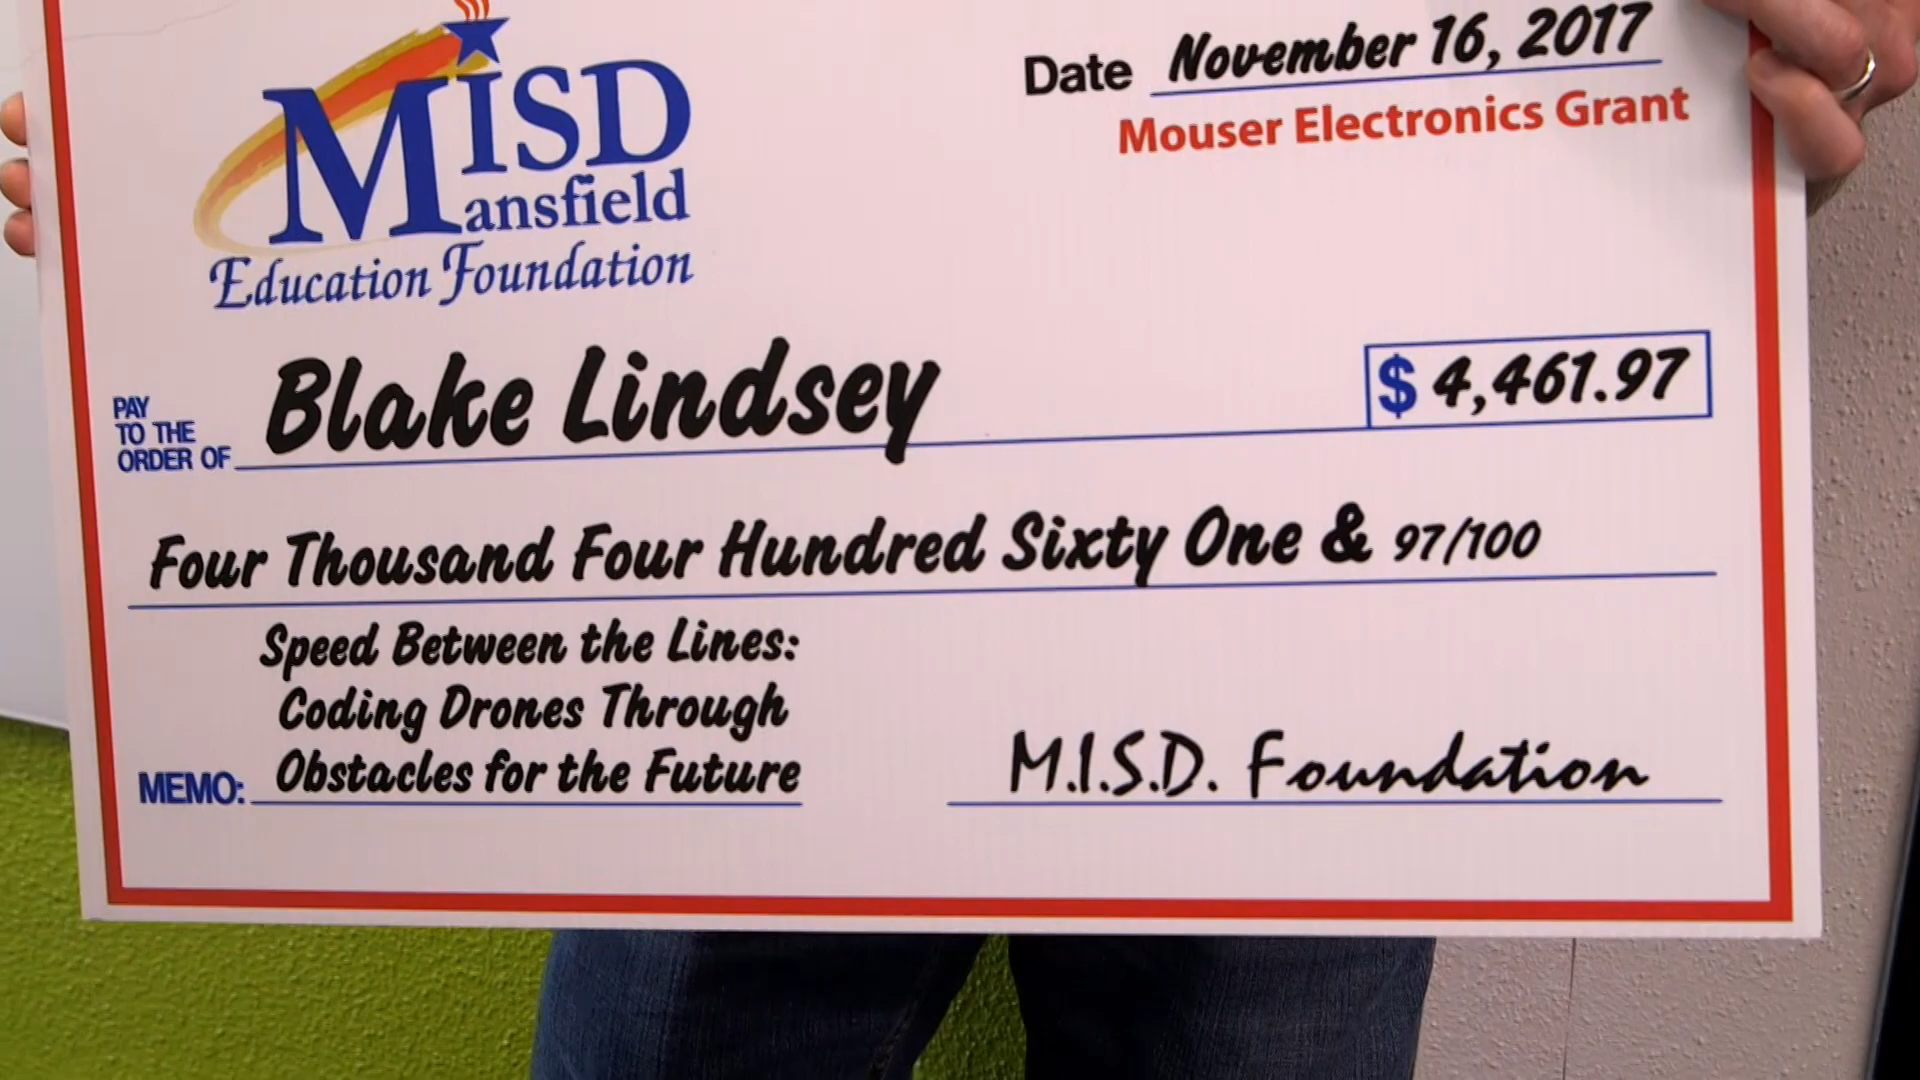 MISD
Mansfield
Education Foundation
Date November 16, 2017
Mouser Electronics Grant
PAY
TO THE
ORDER OF
Blake Lindsey
$ 4,461.97
Four Thousand Four Hundred Sixty One & 97/100
Speed Between the Lines:
Coding Drones Through
MEMO: Obstacles for the Future
M.I.S.D. Foundation